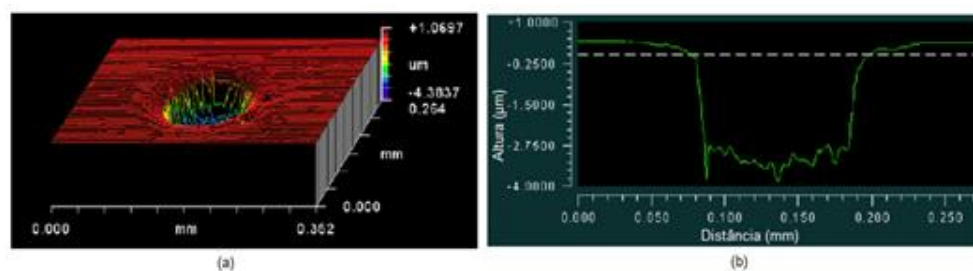 +1.0697
um
-4.3837
0.264
mm
0.000
0.000
mm
0.352
(a)
+1.0000
-0.2500
-1.5000
-2.7500
-4.0000
Altura (µm)
0.000
0.050
0.100
0.150
0.200
0.250
Distância (mm)
(b)